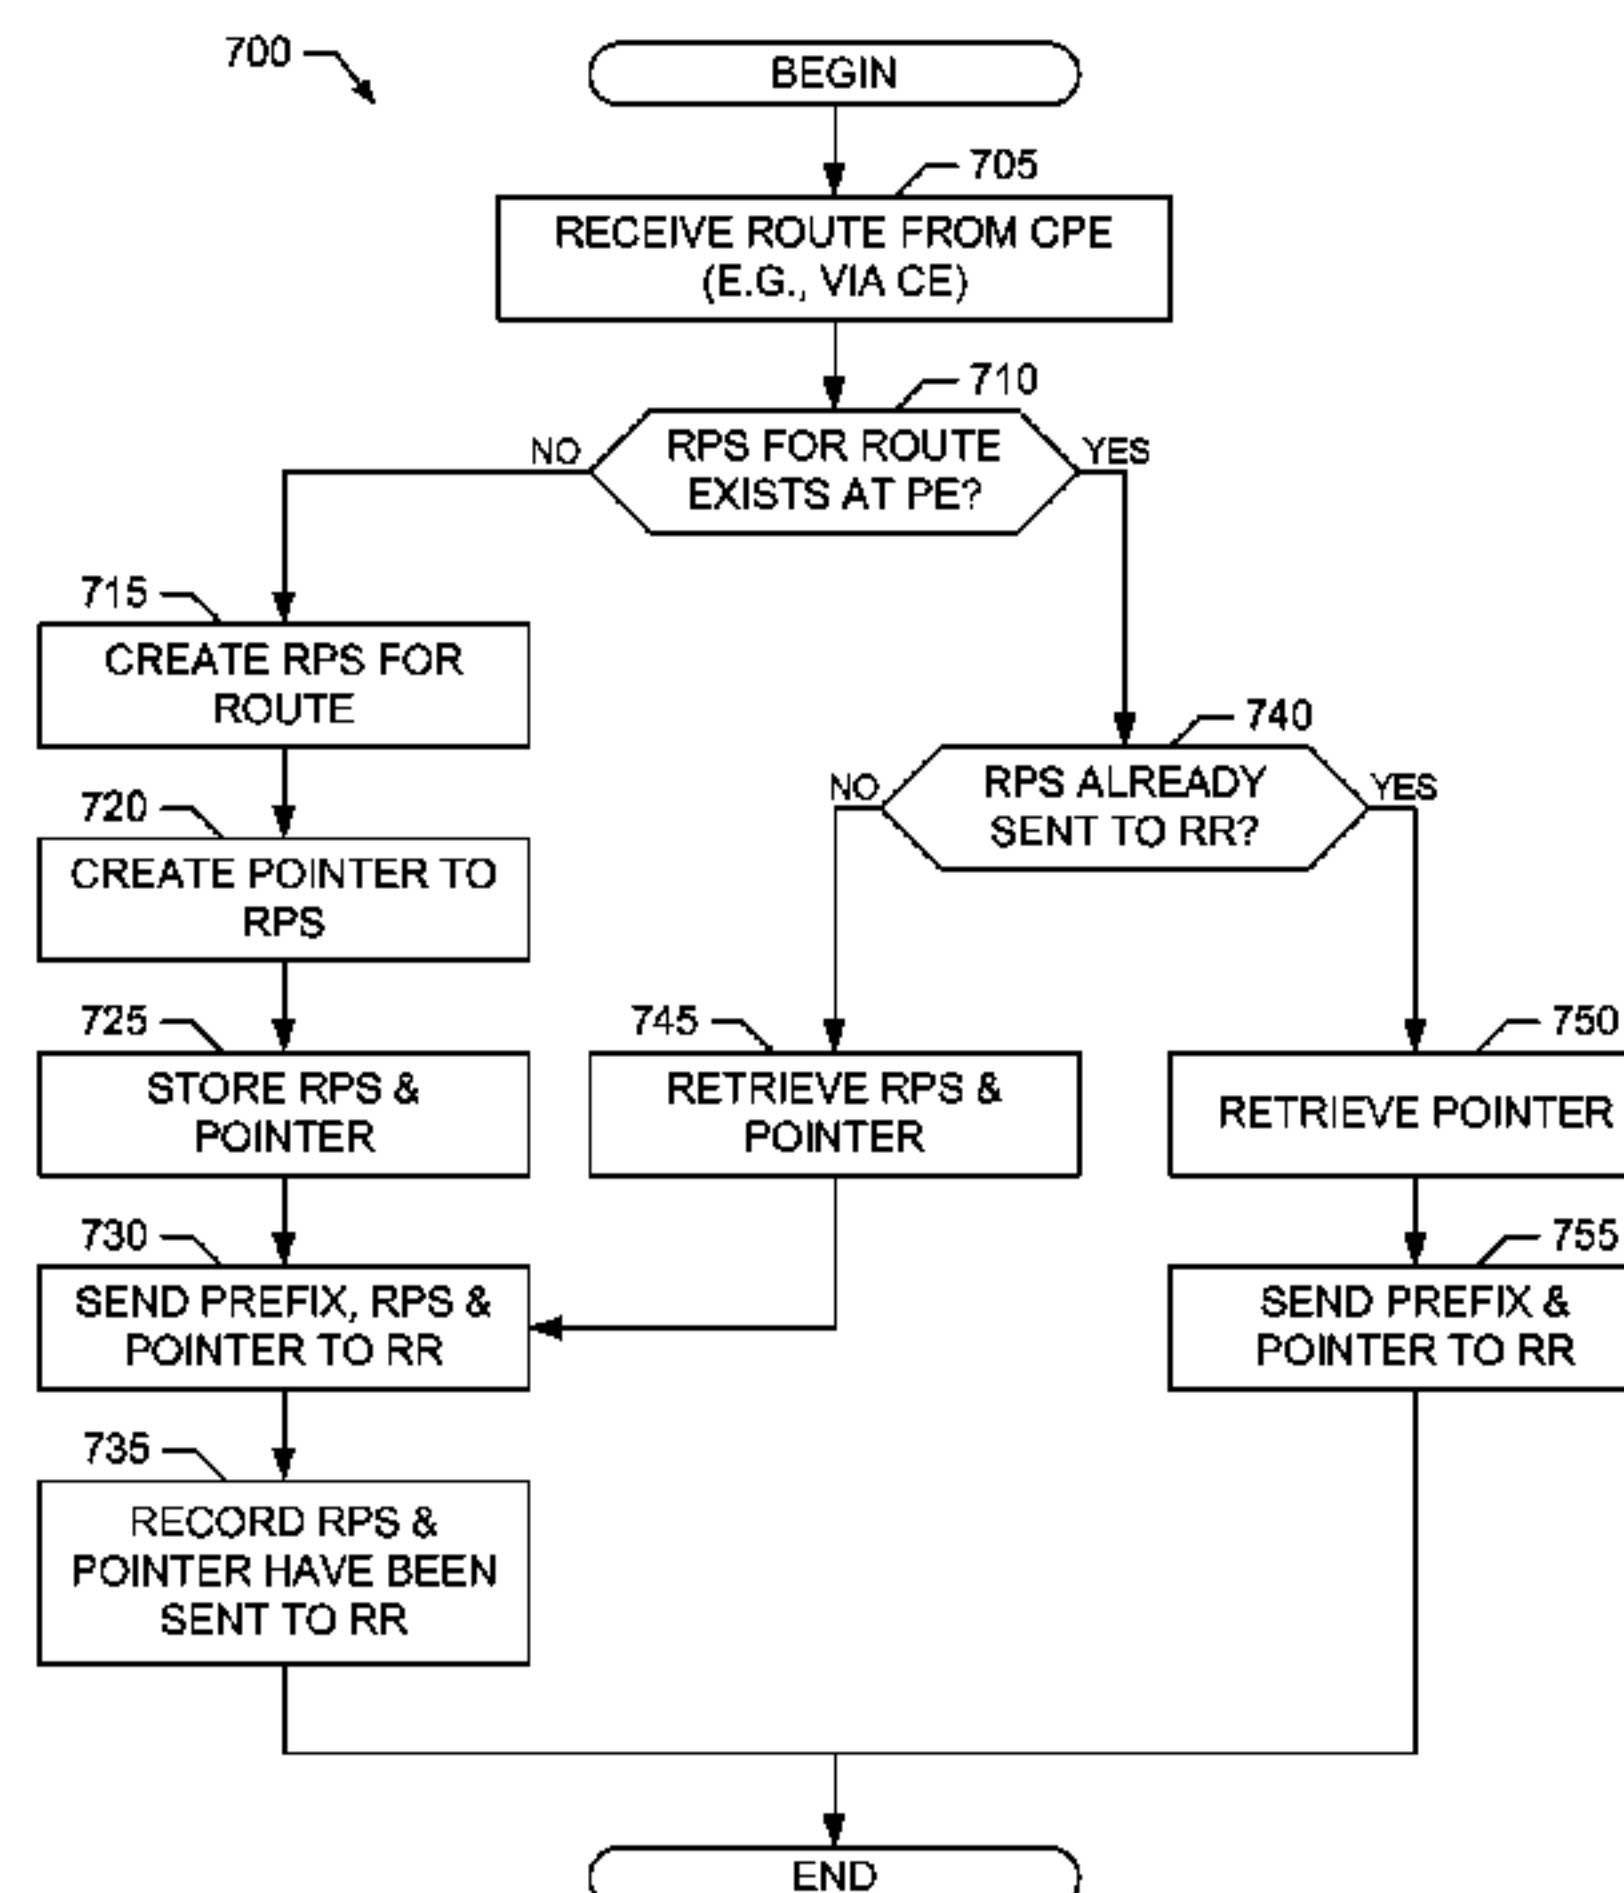 700
BEGIN
705
RECEIVE ROUTE FROM CPE
(E.G., VIA CE)
710
RPS FOR ROUTE
EXISTS AT PE?
NO
YES
715
CREATE RPS FOR
ROUTE
720
CREATE POINTER TO
RPS
725
STORE RPS &
POINTER
730
SEND PREFIX, RPS &
POINTER TO RR
735
RECORD RPS &
POINTER HAVE BEEN
SENT TO RR
740
RPS ALREADY
SENT TO RR?
NO
YES
745
RETRIEVE RPS &
POINTER
750
RETRIEVE POINTER
755
SEND PREFIX &
POINTER TO RR
END